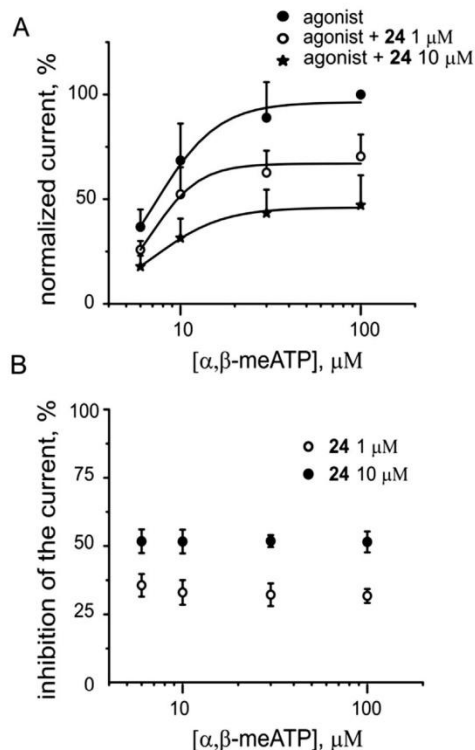 A
agonist
agonist + 24 1 μM
agonist + 24 10 μM
normalized current, %
100
50
0
10
100
[α,β-meATP], μM
B
24 1 μM
24 10 μM
inhibition of the current, %
100
75
50
25
0
10
100
[α,β-meATP], μM